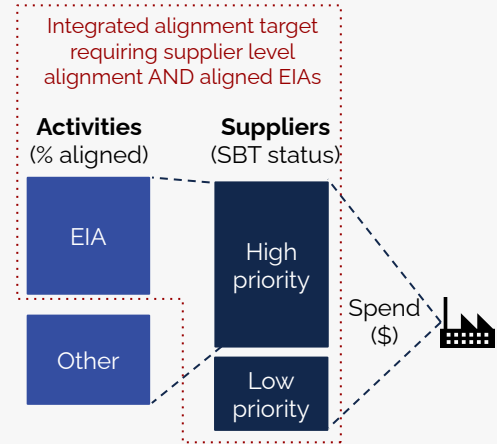 Integrated alignment target
requiring supplier level
alignment AND aligned EIAs
Activities
(% aligned)
Suppliers
(SBT status)
EIA
Other
High
priority
Low
priority
Spend
($)